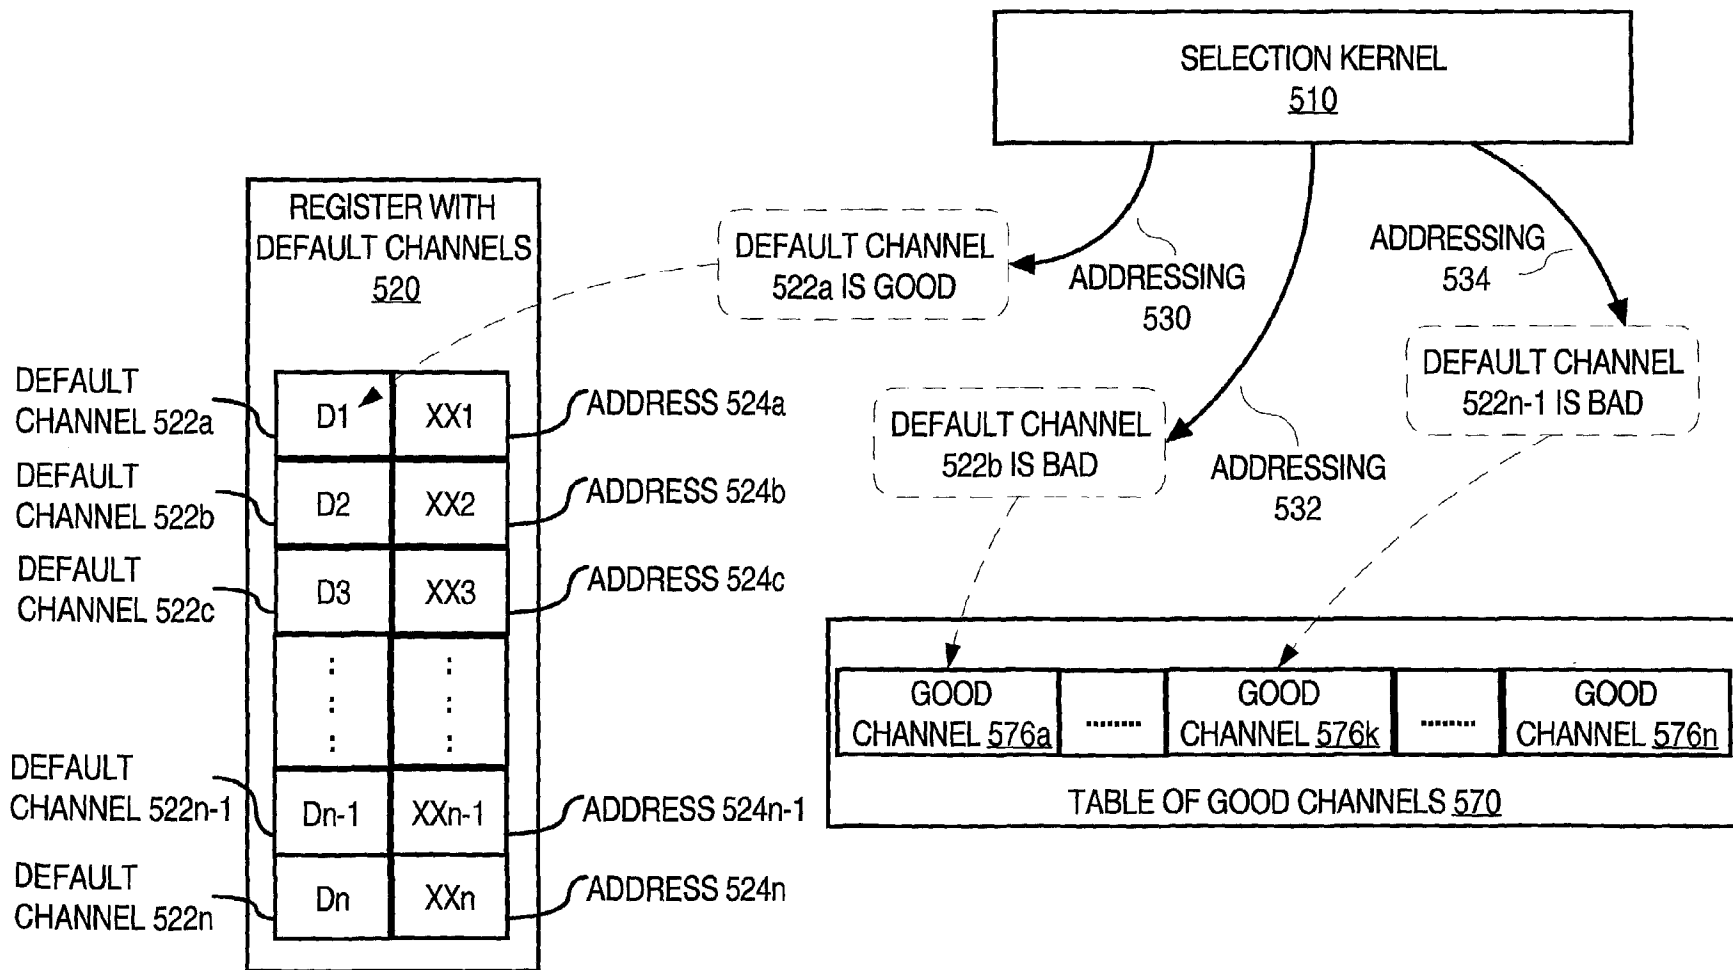 SELECTION KERNEL
510
REGISTER WITH
DEFAULT CHANNELS
520
DEFAULT CHANNEL
522a IS GOOD
ADDRESSING
530
ADDRESSING
534
DEFAULT CHANNEL
522n-1 IS BAD
DEFAULT CHANNEL
522b IS BAD
ADDRESSING
532
DEFAULT
CHANNEL 522a
D1
XX1
ADDRESS 524a
DEFAULT
CHANNEL 522b
D2
XX2
ADDRESS 524b
DEFAULT
CHANNEL 522c
D3
XX3
ADDRESS 524c
DEFAULT
CHANNEL 522n-1
Dn-1
XXn-1
ADDRESS 524n-1
DEFAULT
CHANNEL 522n
Dn
XXn
ADDRESS 524n
GOOD
CHANNEL 576a
........
GOOD
CHANNEL 576k
........
GOOD
CHANNEL 576n
TABLE OF GOOD CHANNELS 570